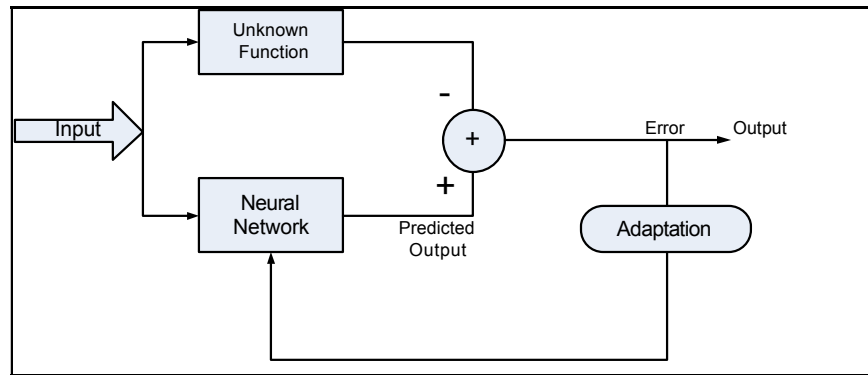 Unknown
Function
-
Input
+
Error
Output
+
Neural
Network
Predicted
Output
Adaptation